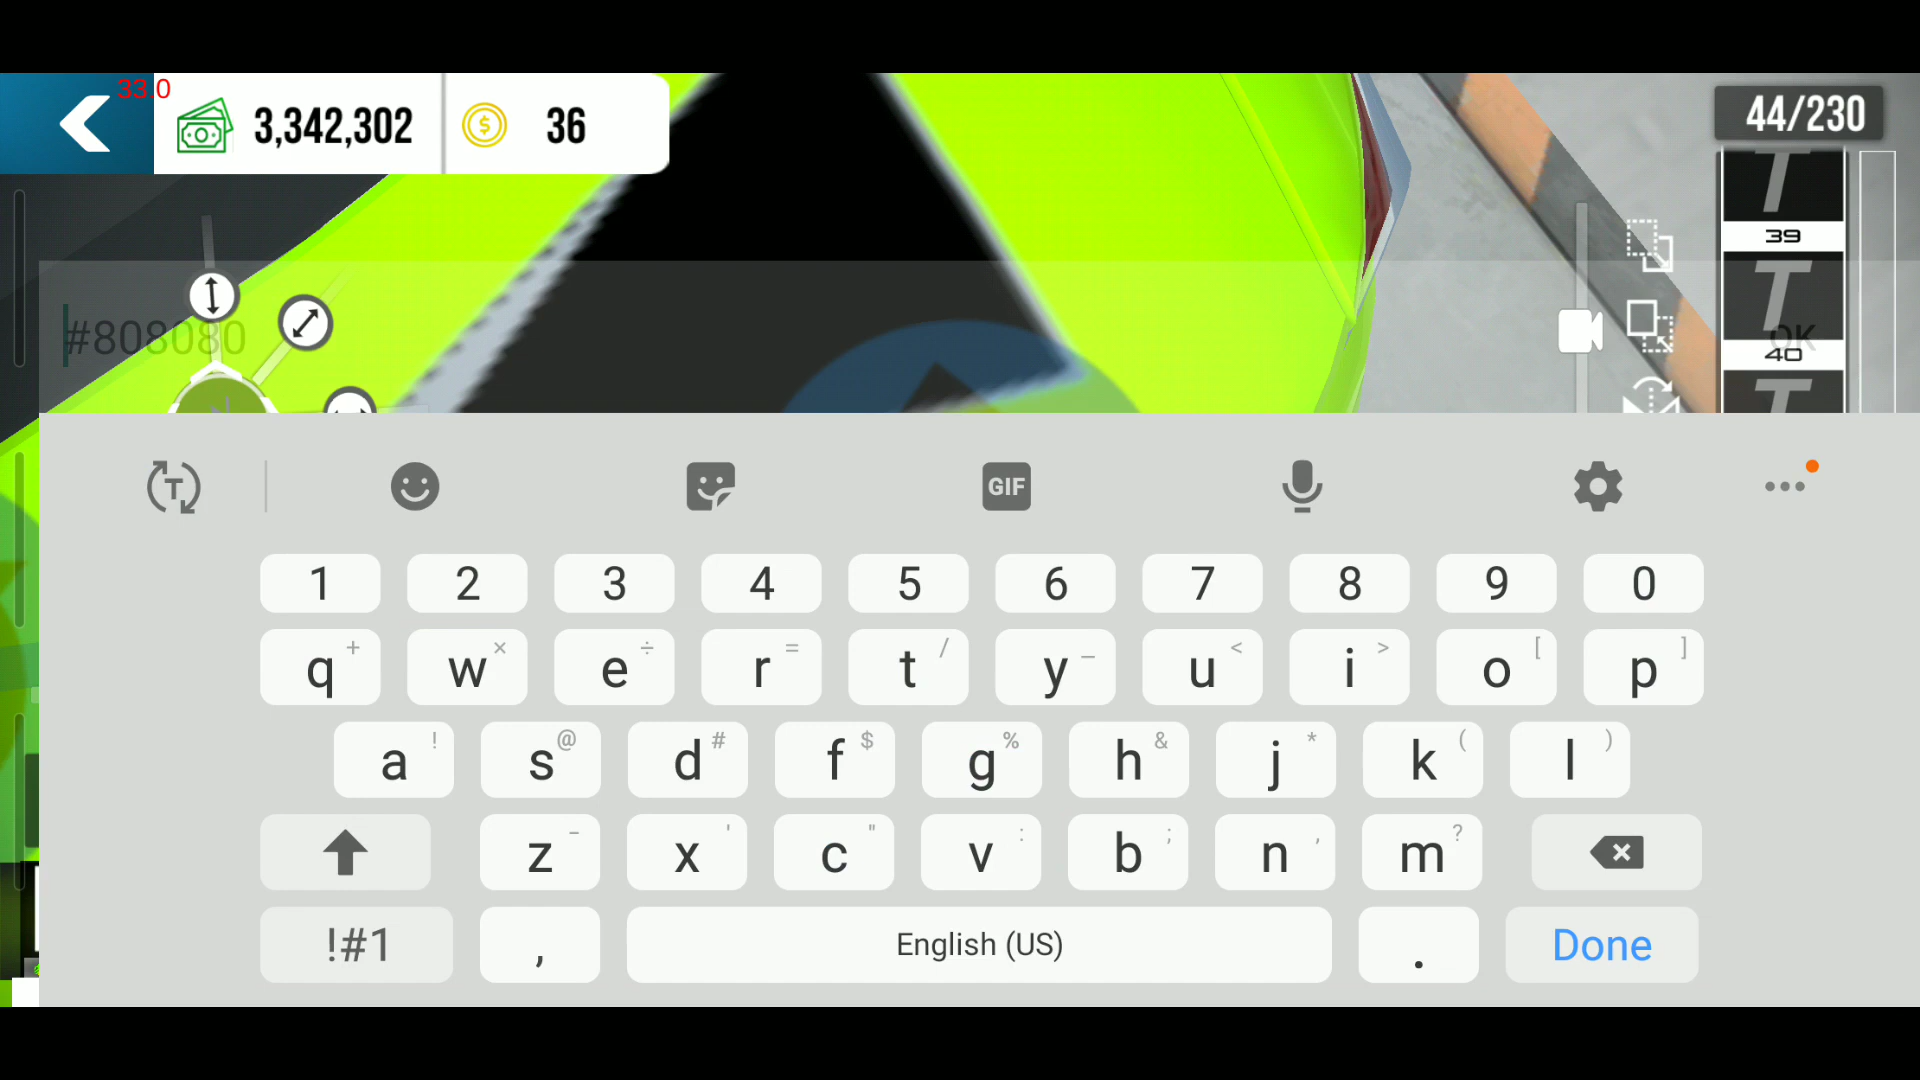 33.0
3,342,302 36
44/230
T
39
T
#808080 OK
40
T
T GIF
1 2 3 4 5 6 7 8 9 0
q + w × e ÷ r = t / y _ u < i > o [ p ]
a ! s @ d # f $ g % h & j * k ( l )
z - x ' c " v : b ; n , m ?
!#1 , English (US) . Done